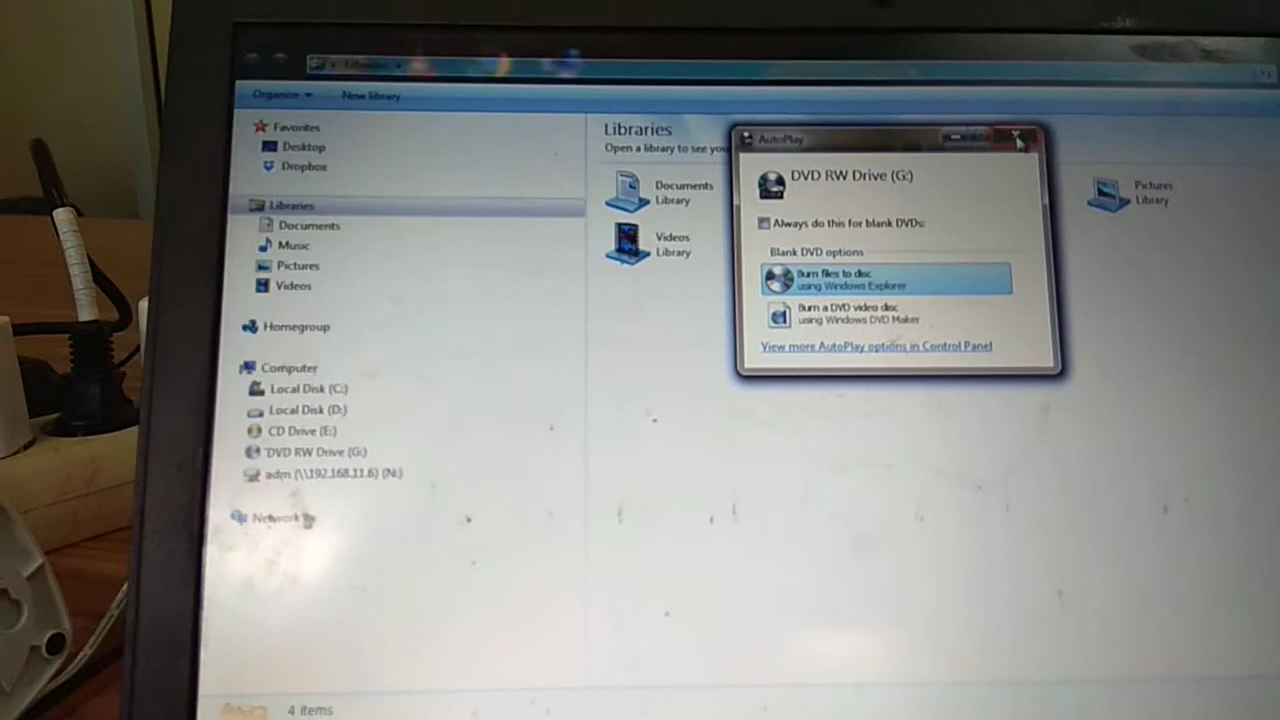 Libraries
Organize
New library
Favorites
Desktop
Dropbox
Libraries
Documents
Music
Pictures
Videos
Homegroup
Computer
Local Disk (C:)
Local Disk (D:)
CD Drive (E:)
DVD RW Drive (G:)
adm (\\192.168.11.6) (N:)
Network
Libraries
Open a library to see you
Documents
Library
Videos
Library
Pictures
Library
AutoPlay
DVD RW Drive (G:)
Always do this for blank DVDs:
Blank DVD options
Burn files to disc
using Windows Explorer
Burn a DVD video disc
using Windows DVD Maker
View more AutoPlay options in Control Panel
4 items